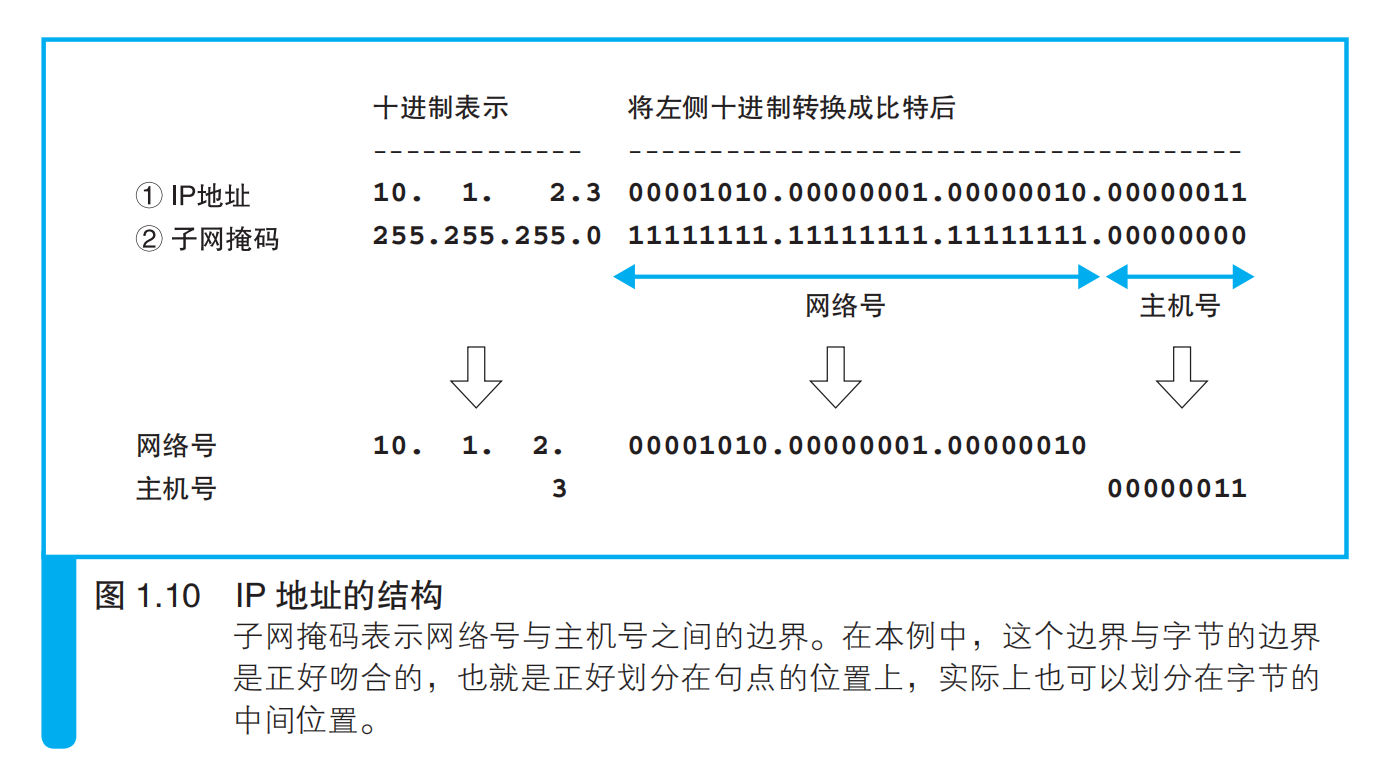 十进制表示 将左侧十进制转换成比特后
------------- --------------------------------------
① IP地址 10. 1. 2.3 00001010.00000001.00000010.00000011
② 子网掩码 255.255.255.0 11111111.11111111.11111111.00000000
网络号 主机号
网络号 10. 1. 2. 00001010.00000001.00000010
主机号 3 00000011
图 1.10 IP 地址的结构
子网掩码表示网络号与主机号之间的边界。在本例中，这个边界与字节的边界
是正好吻合的，也就是正好划分在句点的位置上，实际上也可以划分在字节的
中间位置。